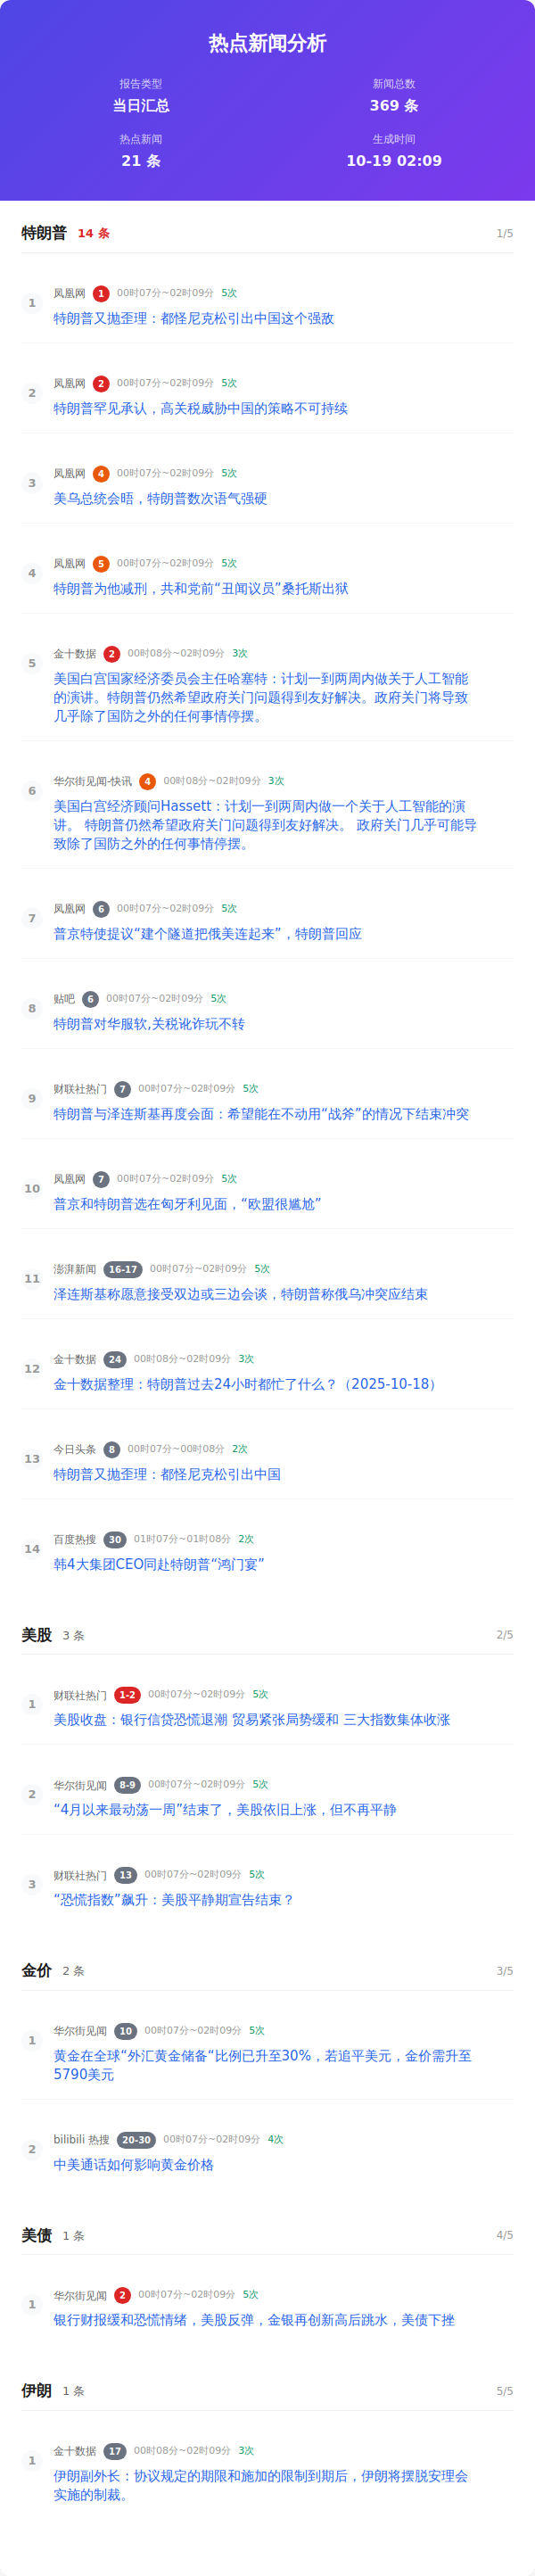 热点新闻分析
报告类型
新闻总数
当日汇总
369 条
热点新闻
生成时间
21 条
10-19 02:09
特朗普 14 条 1/5
1
凤凰网 1 00时07分~02时09分 5次
特朗普又抛歪理：都怪尼克松引出中国这个强敌
2
凤凰网 2 00时07分~02时09分 5次
特朗普罕见承认，高关税威胁中国的策略不可持续
3
凤凰网 4 00时07分~02时09分 5次
美乌总统会晤，特朗普数次语气强硬
4
凤凰网 5 00时07分~02时09分 5次
特朗普为他减刑，共和党前“丑闻议员”桑托斯出狱
5
金十数据 2 00时08分~02时09分 3次
美国白宫国家经济委员会主任哈塞特：计划一到两周内做关于人工智能
的演讲。特朗普仍然希望政府关门问题得到友好解决。政府关门将导致
几乎除了国防之外的任何事情停摆。
6
华尔街见闻-快讯 4 00时08分~02时09分 3次
美国白宫经济顾问Hassett：计划一到两周内做一个关于人工智能的演
讲。 特朗普仍然希望政府关门问题得到友好解决。 政府关门几乎可能导
致除了国防之外的任何事情停摆。
7
凤凰网 6 00时07分~02时09分 5次
普京特使提议“建个隧道把俄美连起来”，特朗普回应
8
贴吧 6 00时07分~02时09分 5次
特朗普对华服软,关税讹诈玩不转
9
财联社热门 7 00时07分~02时09分 5次
特朗普与泽连斯基再度会面：希望能在不动用“战斧”的情况下结束冲突
10
凤凰网 7 00时07分~02时09分 5次
普京和特朗普选在匈牙利见面，“欧盟很尴尬”
11
澎湃新闻 16-17 00时07分~02时09分 5次
泽连斯基称愿意接受双边或三边会谈，特朗普称俄乌冲突应结束
12
金十数据 24 00时08分~02时09分 3次
金十数据整理：特朗普过去24小时都忙了什么？（2025-10-18）
13
今日头条 8 00时07分~00时08分 2次
特朗普又抛歪理：都怪尼克松引出中国
14
百度热搜 30 01时07分~01时08分 2次
韩4大集团CEO同赴特朗普“鸿门宴”
美股 3 条 2/5
1
财联社热门 1-2 00时07分~02时09分 5次
美股收盘：银行信贷恐慌退潮 贸易紧张局势缓和 三大指数集体收涨
2
华尔街见闻 8-9 00时07分~02时09分 5次
“4月以来最动荡一周”结束了，美股依旧上涨，但不再平静
3
财联社热门 13 00时07分~02时09分 5次
“恐慌指数”飙升：美股平静期宣告结束？
金价 2 条 3/5
1
华尔街见闻 10 00时07分~02时09分 5次
黄金在全球“外汇黄金储备”比例已升至30%，若追平美元，金价需升至
5790美元
2
bilibili 热搜 20-30 00时07分~02时09分 4次
中美通话如何影响黄金价格
美债 1 条 4/5
1
华尔街见闻 2 00时07分~02时09分 5次
银行财报缓和恐慌情绪，美股反弹，金银再创新高后跳水，美债下挫
伊朗 1 条 5/5
1
金十数据 17 00时08分~02时09分 3次
伊朗副外长：协议规定的期限和施加的限制到期后，伊朗将摆脱安理会
实施的制裁。